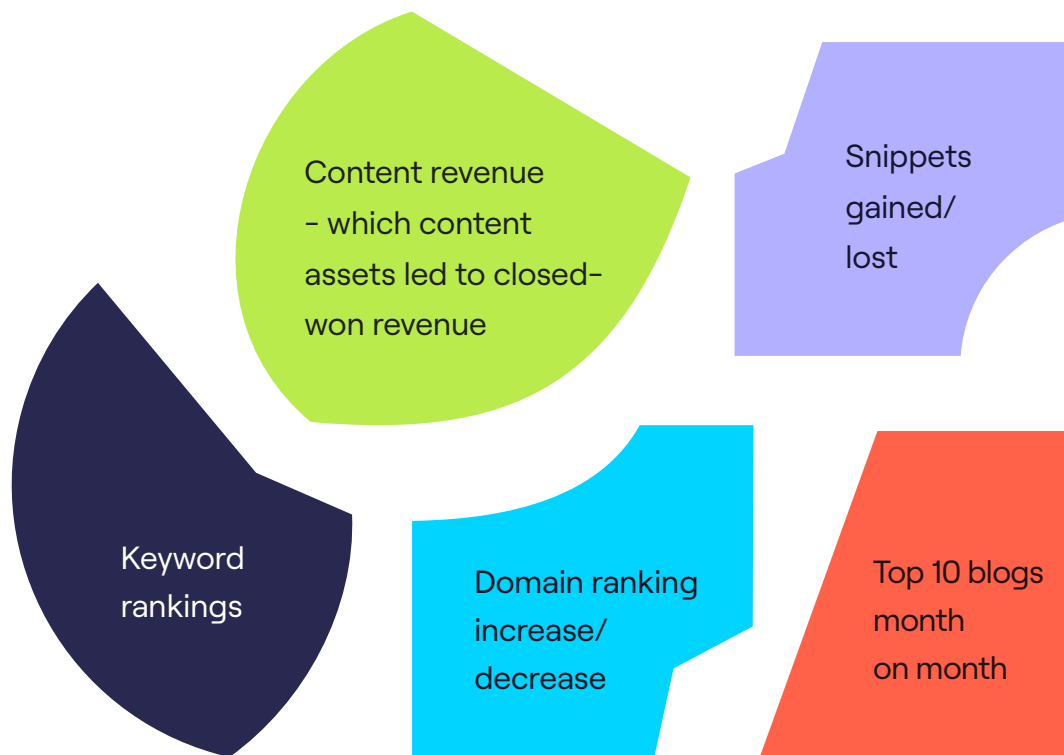 Content revenue
- which content
assets led to closed-
won revenue
Snippets
gained/
lost
Keyword
rankings
Domain ranking
increase/
decrease
Top 10 blogs
month
on month